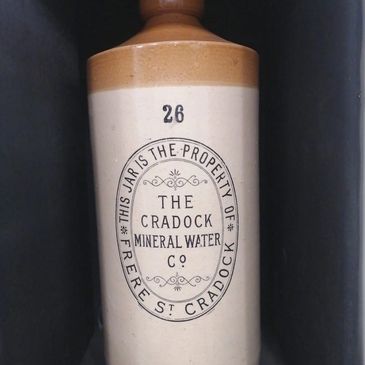 26
THIS JAR IS THE PROPERTY OF
THE
CRADOCK
MINERAL WATER
Cº
* FRERE ST CRADOCK *